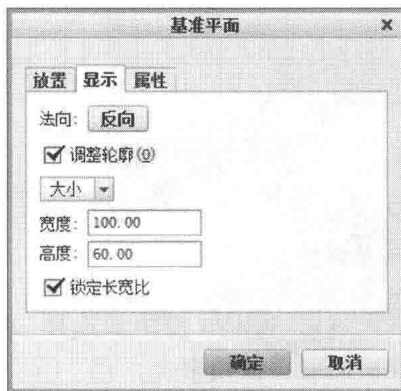 基准平面 x
放置 显示 属性
法向: 反向
调整轮廓(O)
大小
宽度: 100.00
高度: 60.00
锁定长宽比
确定 取消